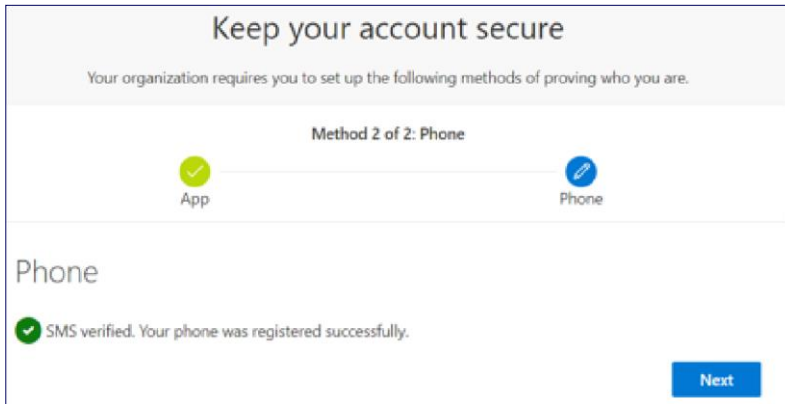 Keep your account secure
Your organization requires you to set up the following methods of proving who you are.
Method 2 of 2: Phone
App
Phone
Phone
SMS verified. Your phone was registered successfully.
Next